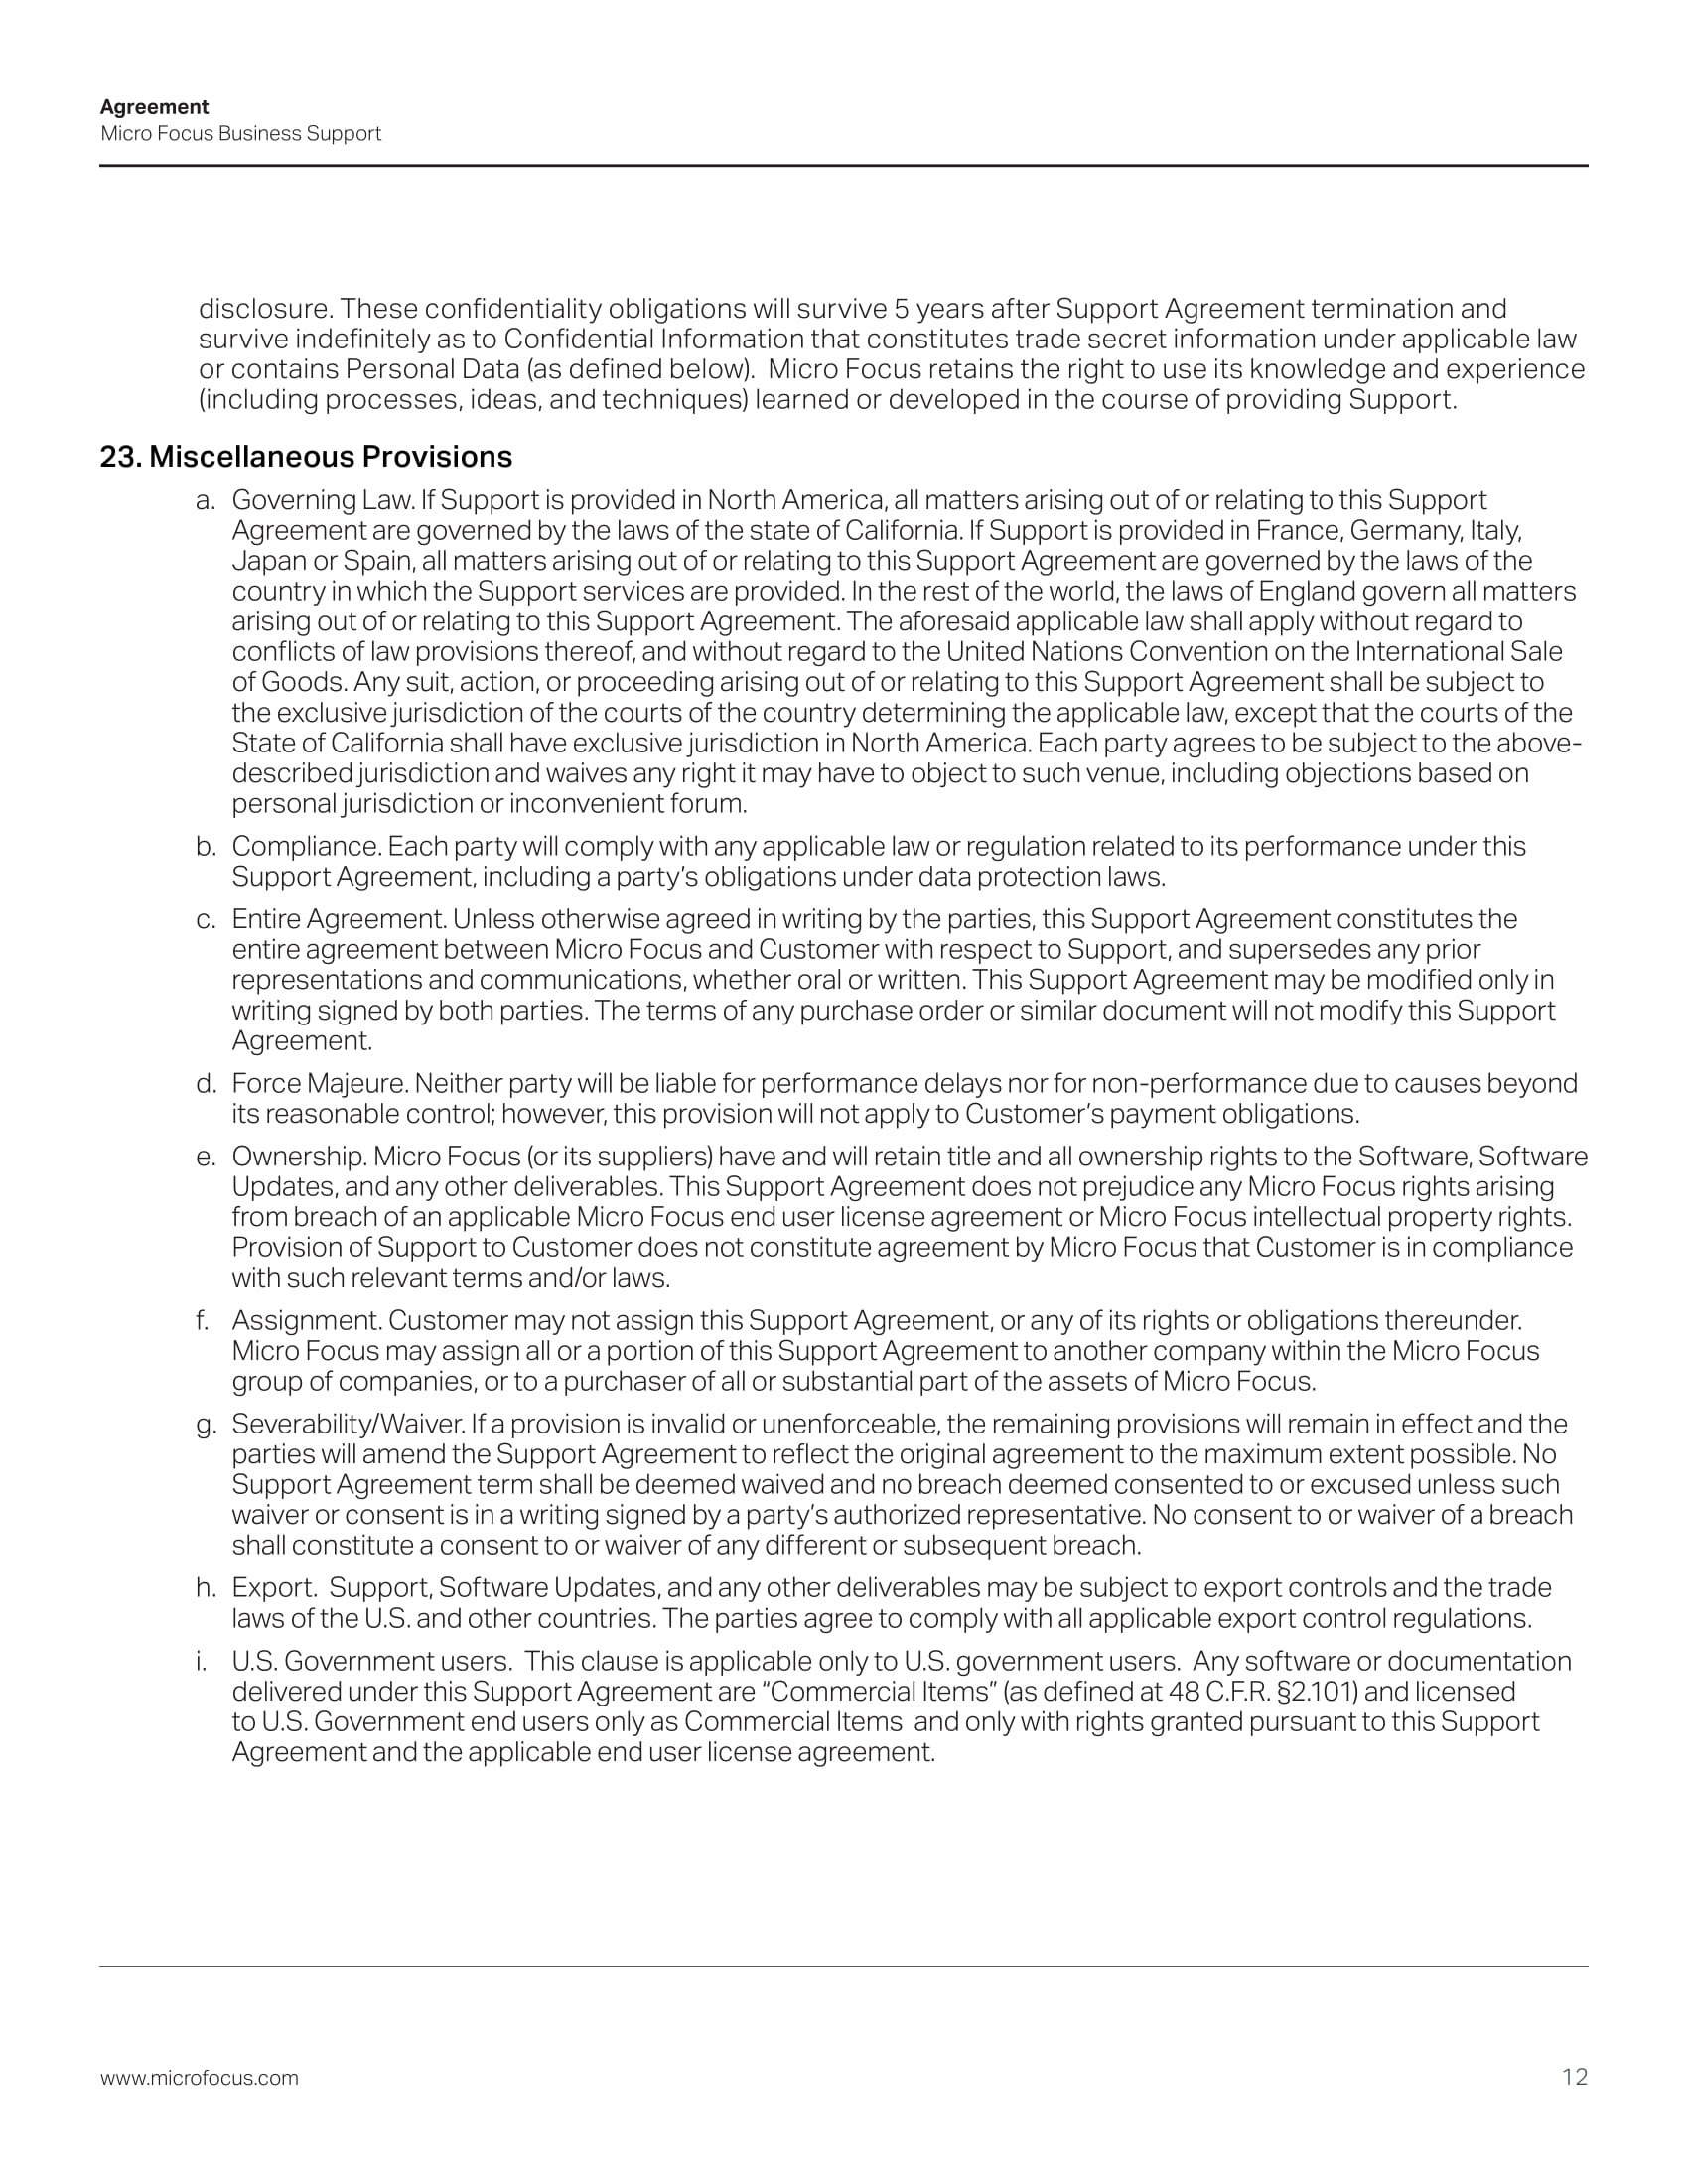 Agreement
Micro Focus Business Support
disclosure. These confidentiality obligations will survive 5 years after Support Agreement termination and
survive indefinitely as to Confidential Information that constitutes trade secret information under applicable law
or contains Personal Data (as defined below).  Micro Focus retains the right to use its knowledge and experience
(including processes, ideas, and techniques) learned or developed in the course of providing Support.
23. Miscellaneous Provisions
a. Governing Law. If Support is provided in North America, all matters arising out of or relating to this Support
Agreement are governed by the laws of the state of California. If Support is provided in France, Germany, Italy,
Japan or Spain, all matters arising out of or relating to this Support Agreement are governed by the laws of the
country in which the Support services are provided. In the rest of the world, the laws of England govern all matters
arising out of or relating to this Support Agreement. The aforesaid applicable law shall apply without regard to
conflicts of law provisions thereof, and without regard to the United Nations Convention on the International Sale
of Goods. Any suit, action, or proceeding arising out of or relating to this Support Agreement shall be subject to
the exclusive jurisdiction of the courts of the country determining the applicable law, except that the courts of the
State of California shall have exclusive jurisdiction in North America. Each party agrees to be subject to the above-
described jurisdiction and waives any right it may have to object to such venue, including objections based on
personal jurisdiction or inconvenient forum.
b. Compliance. Each party will comply with any applicable law or regulation related to its performance under this
Support Agreement, including a party’s obligations under data protection laws.
c. Entire Agreement. Unless otherwise agreed in writing by the parties, this Support Agreement constitutes the
entire agreement between Micro Focus and Customer with respect to Support, and supersedes any prior
representations and communications, whether oral or written. This Support Agreement may be modified only in
writing signed by both parties. The terms of any purchase order or similar document will not modify this Support
Agreement.
d. Force Majeure. Neither party will be liable for performance delays nor for non-performance due to causes beyond
its reasonable control; however, this provision will not apply to Customer’s payment obligations.
e. Ownership. Micro Focus (or its suppliers) have and will retain title and all ownership rights to the Software, Software
Updates, and any other deliverables. This Support Agreement does not prejudice any Micro Focus rights arising
from breach of an applicable Micro Focus end user license agreement or Micro Focus intellectual property rights.
Provision of Support to Customer does not constitute agreement by Micro Focus that Customer is in compliance
with such relevant terms and/or laws.
f. Assignment. Customer may not assign this Support Agreement, or any of its rights or obligations thereunder.
Micro Focus may assign all or a portion of this Support Agreement to another company within the Micro Focus
group of companies, or to a purchaser of all or substantial part of the assets of Micro Focus.
g. Severability/Waiver. If a provision is invalid or unenforceable, the remaining provisions will remain in effect and the
parties will amend the Support Agreement to reflect the original agreement to the maximum extent possible. No
Support Agreement term shall be deemed waived and no breach deemed consented to or excused unless such
waiver or consent is in a writing signed by a party’s authorized representative. No consent to or waiver of a breach
shall constitute a consent to or waiver of any different or subsequent breach.
h. Export.  Support, Software Updates, and any other deliverables may be subject to export controls and the trade
laws of the U.S. and other countries. The parties agree to comply with all applicable export control regulations.
i. U.S. Government users.  This clause is applicable only to U.S. government users.  Any software or documentation
delivered under this Support Agreement are “Commercial Items” (as defined at 48 C.F.R. §2.101) and licensed
to U.S. Government end users only as Commercial Items  and only with rights granted pursuant to this Support
Agreement and the applicable end user license agreement.
www.microfocus.com
12